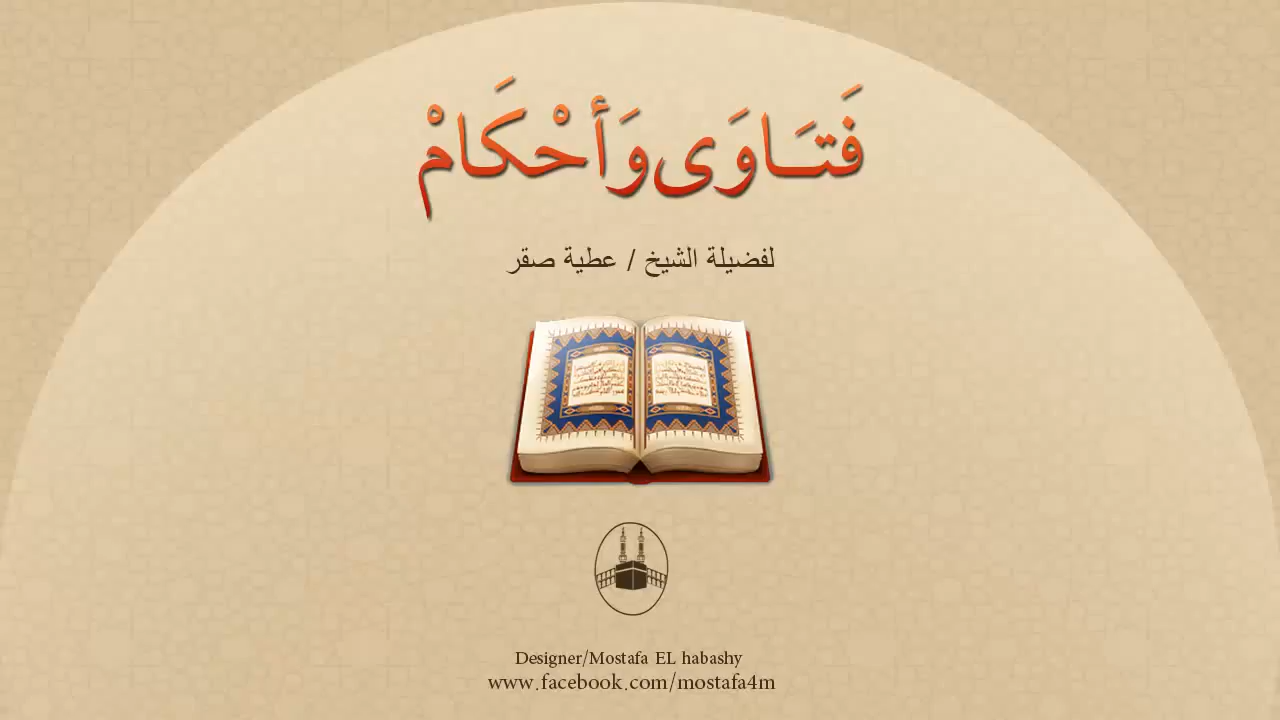 فَتَاوَى وَأَحْكَامْ
لفضيلة الشيخ / عطية صقر
Designer/Mostafa EL habashy
www.facebook.com/mostafa4m